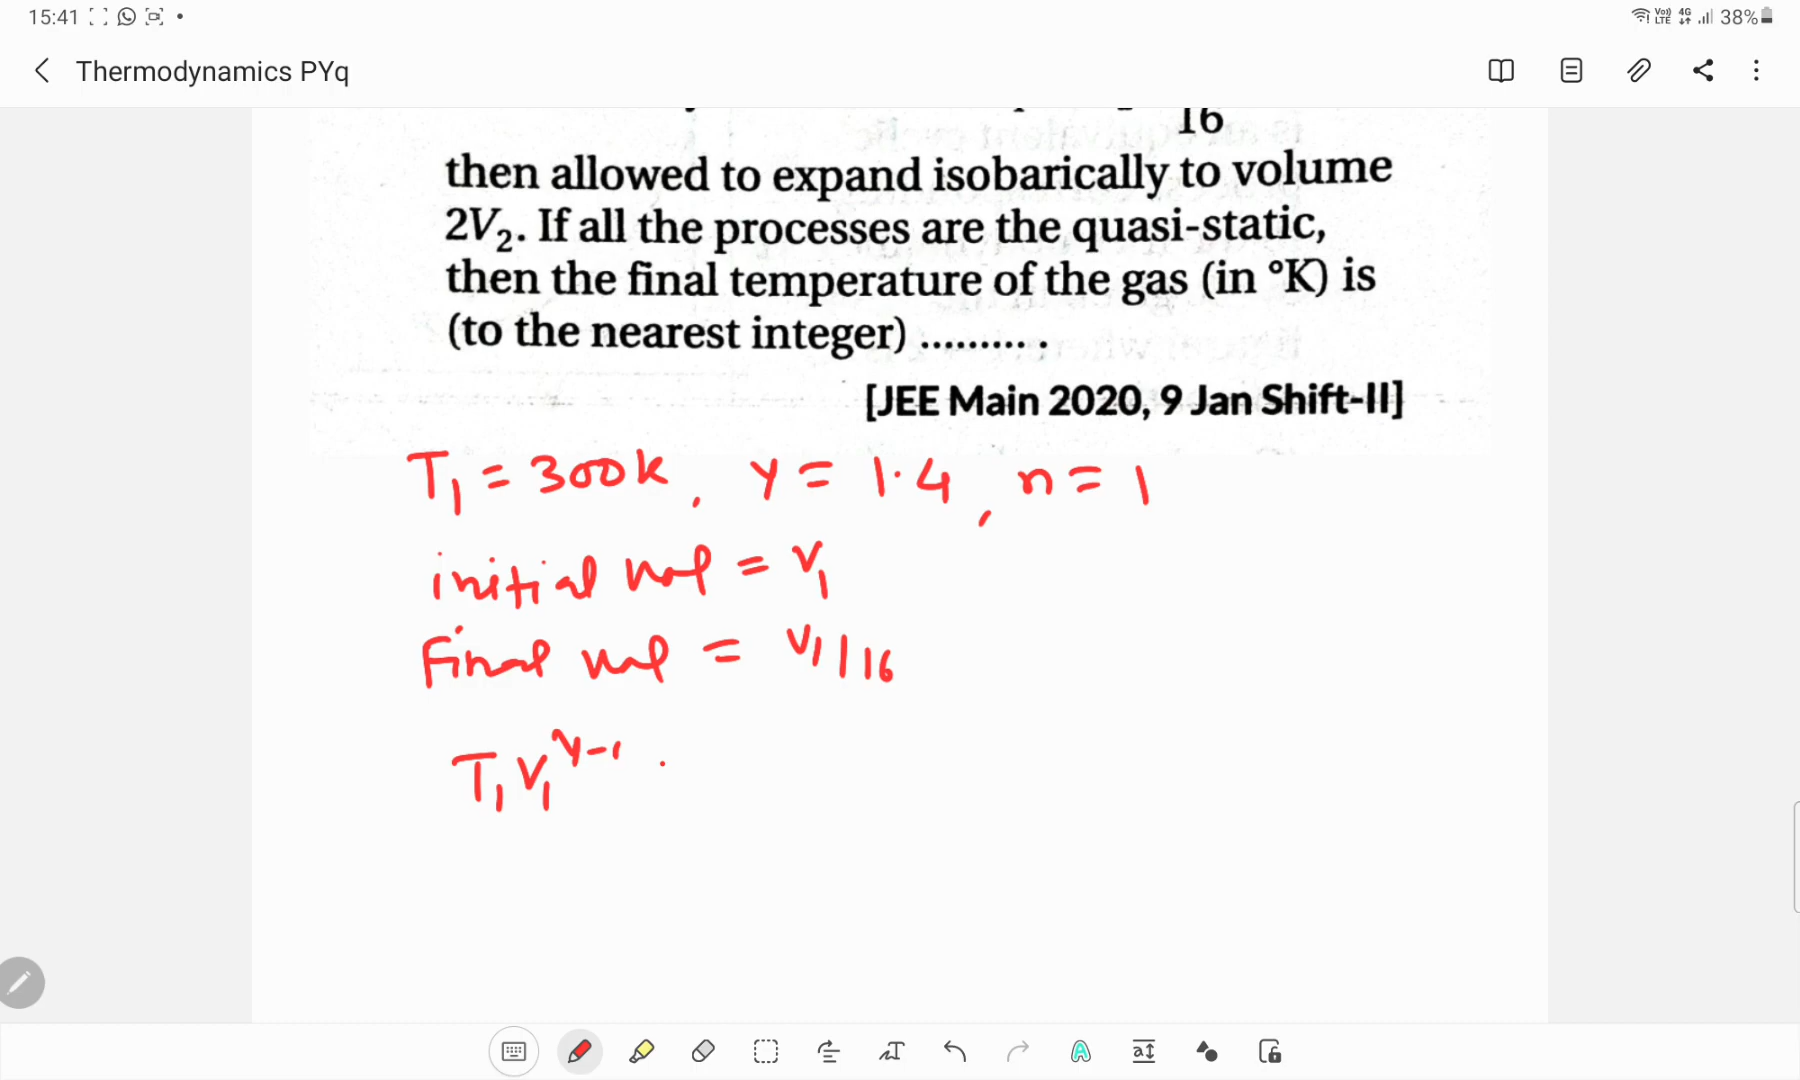 15:41
38%
Thermodynamics PYq
16
then allowed to expand isobarically to volume
2V₂. If all the processes are the quasi-static,
then the final temperature of the gas (in °K) is
(to the nearest integer) ..........
[JEE Main 2020, 9 Jan Shift-II]
T₁ = 300k, γ = 1.4, n = 1
initial vol = V₁
Final vol = V₁/16
T₁V₁^γ-1